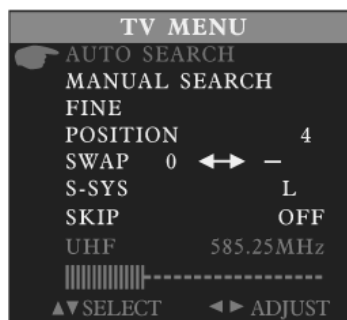 TV MENU
AUTO SEARCH
MANUAL SEARCH
FINE
POSITION 4
SWAP 0 ◄► –
S-SYS L
SKIP OFF
UHF 585.25MHz
▲▼SELECT ◄► ADJUST